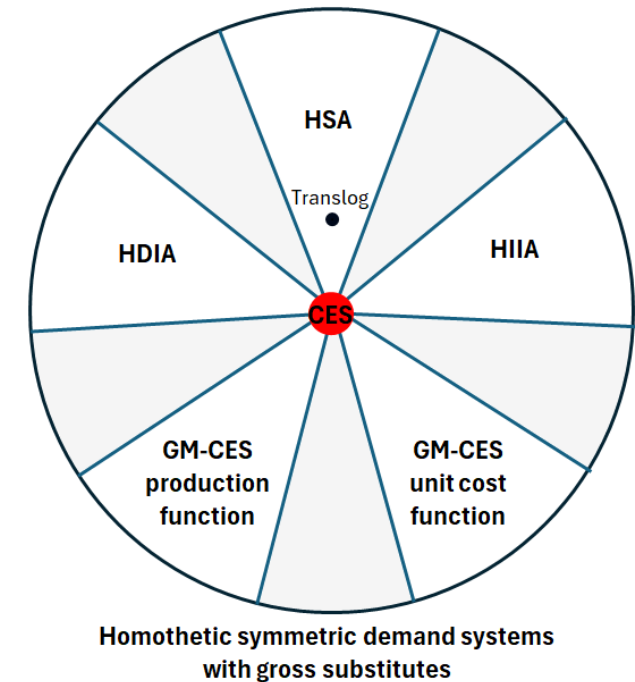 HSA
Translog
HDIA
HIIA
CES
GM-CES
production
function
GM-CES
unit cost
function
Homothetic symmetric demand systems
with gross substitutes